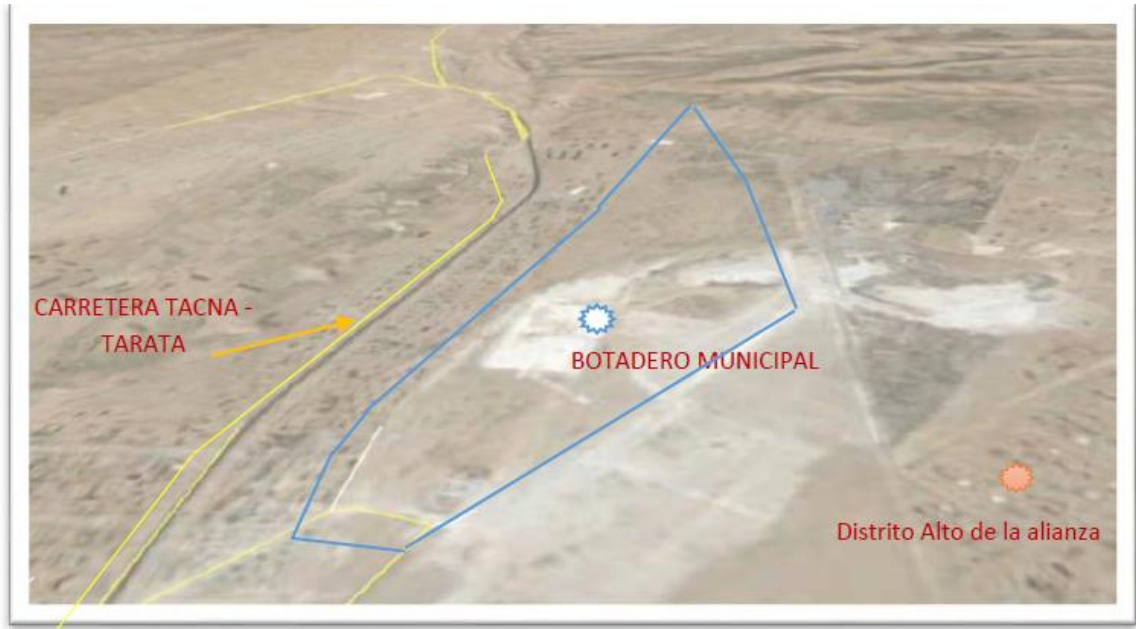 CARRETERA TACNA -
TARATA
BOTADERO MUNICIPAL
Distrito Alto de la alianza